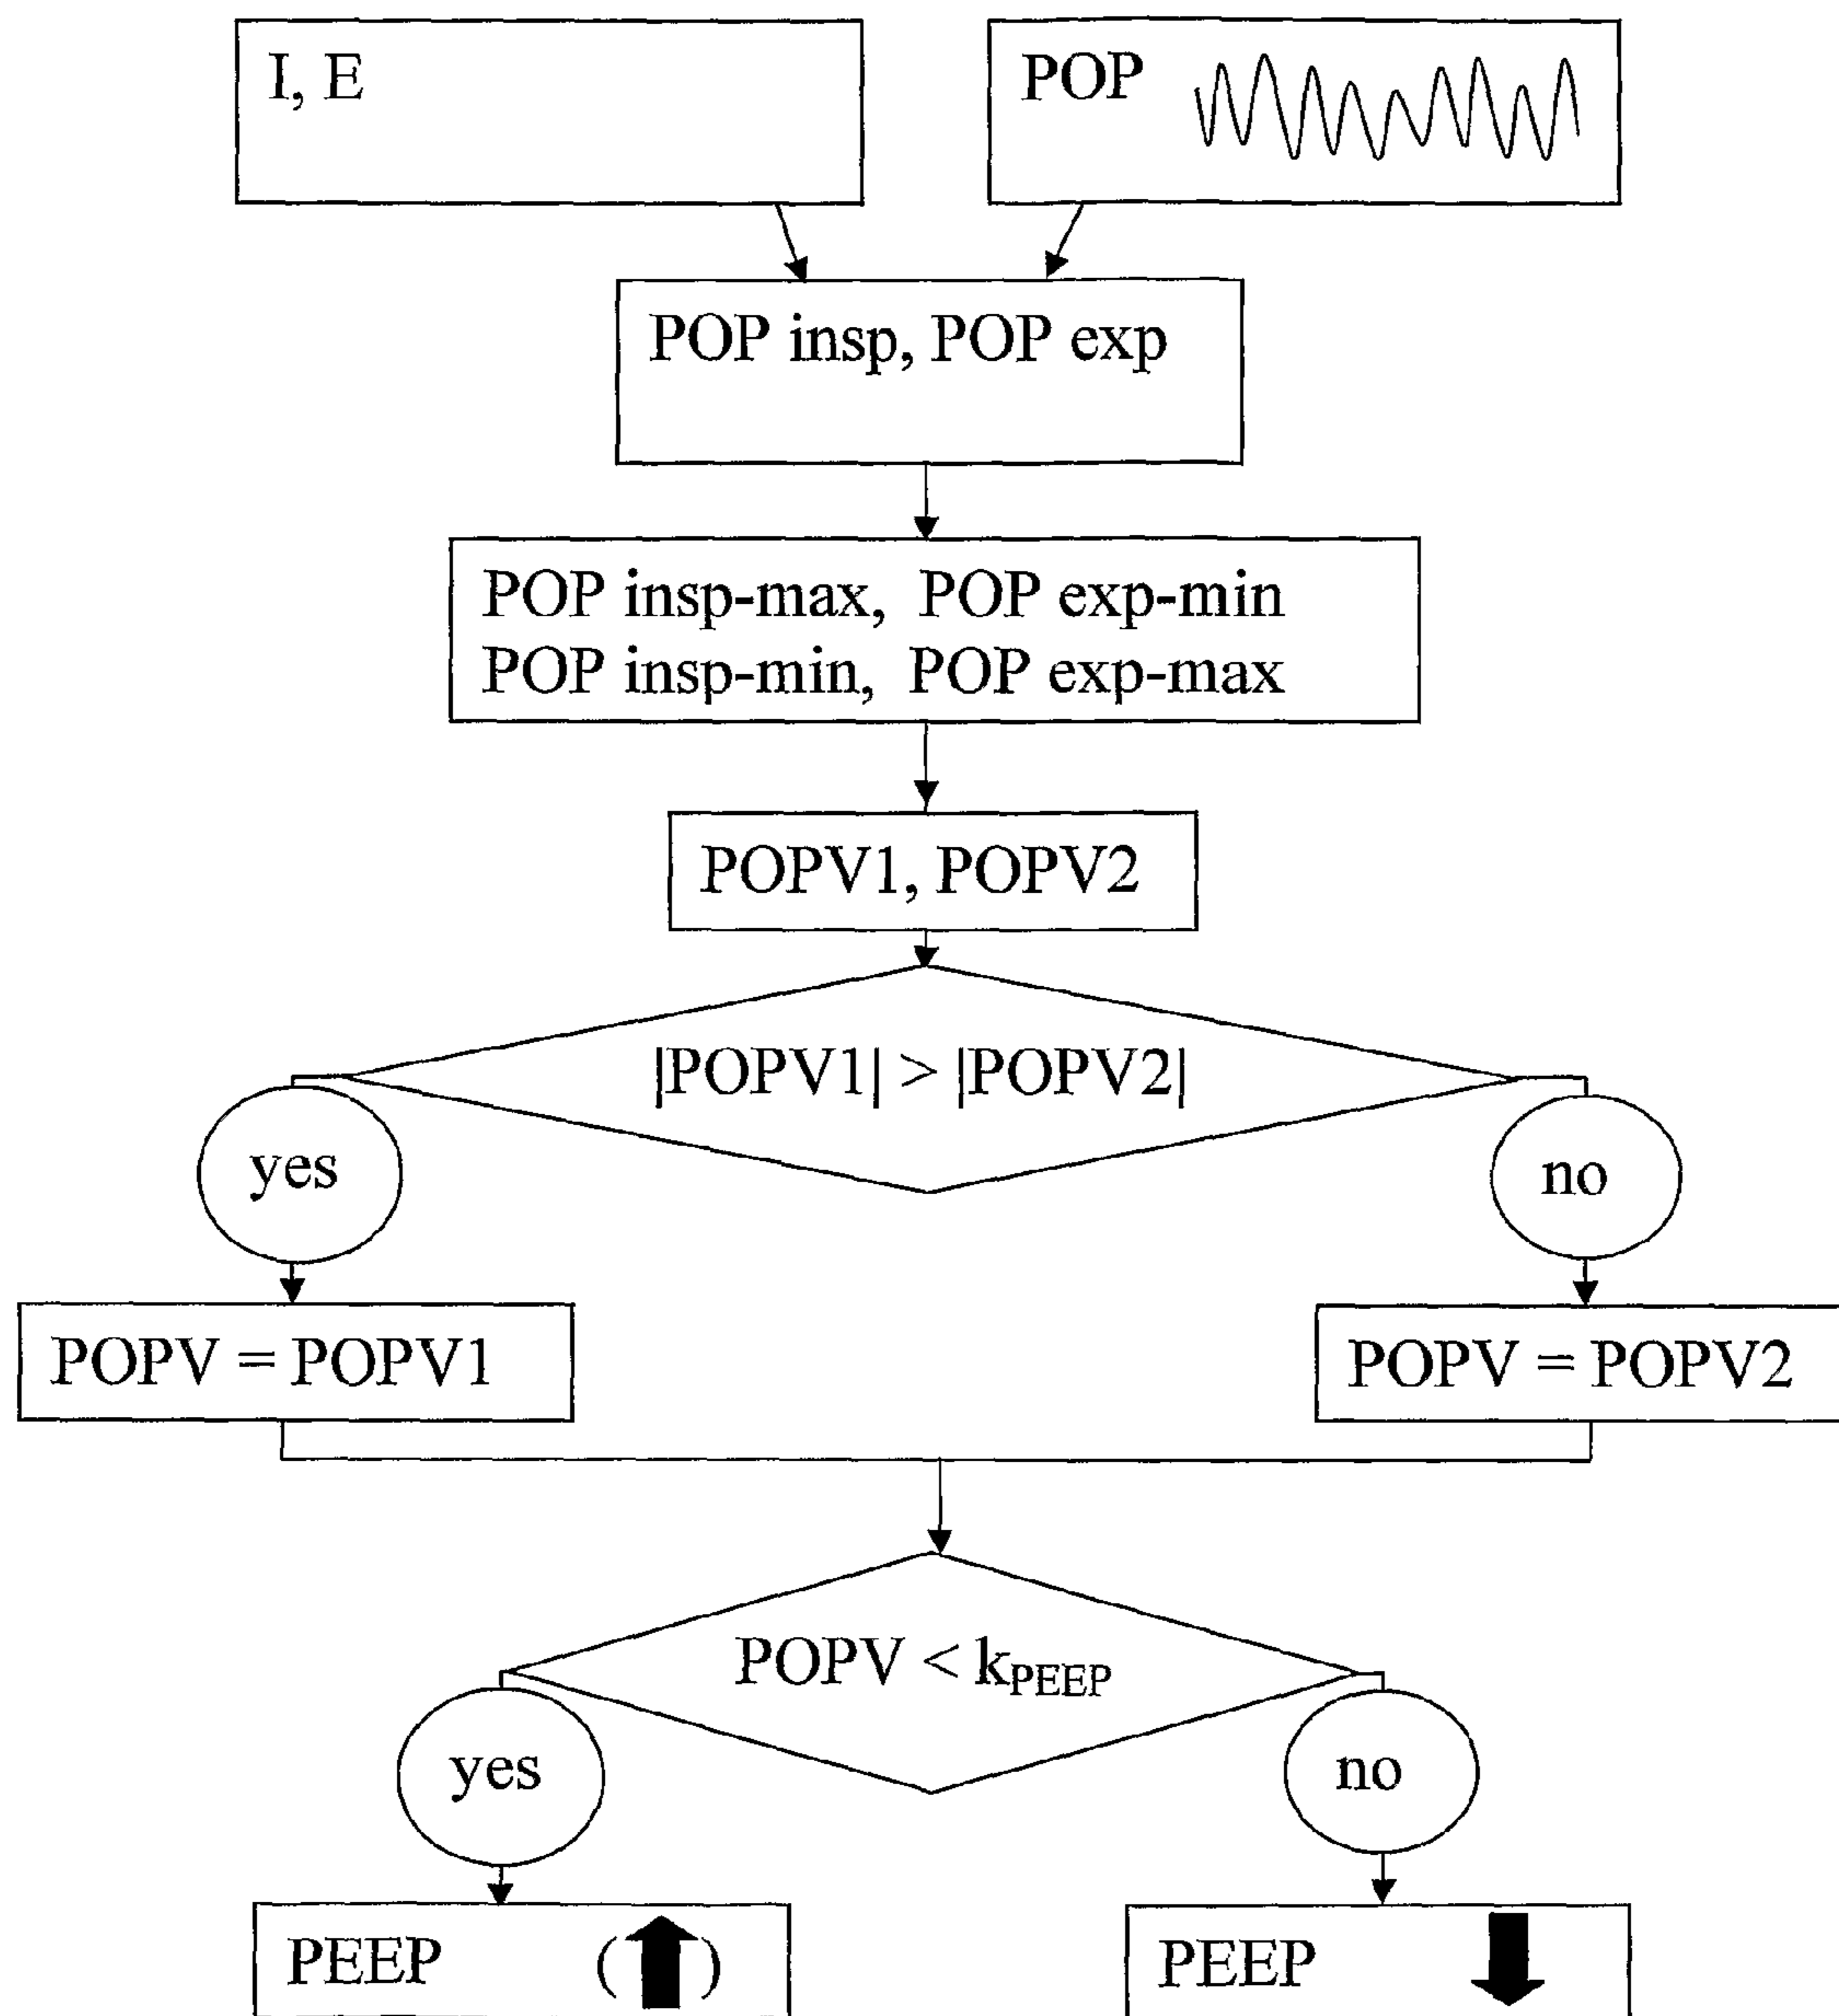 I, E
POP
POP insp, POP exp
POP insp-max, POP exp-min
POP insp-min, POP exp-max
POPV1, POPV2
|POPV1| > |POPV2|
yes
no
POPV = POPV1
POPV = POPV2
POPV < kPEEP
yes
no
PEEP (⬆)
PEEP ⬇